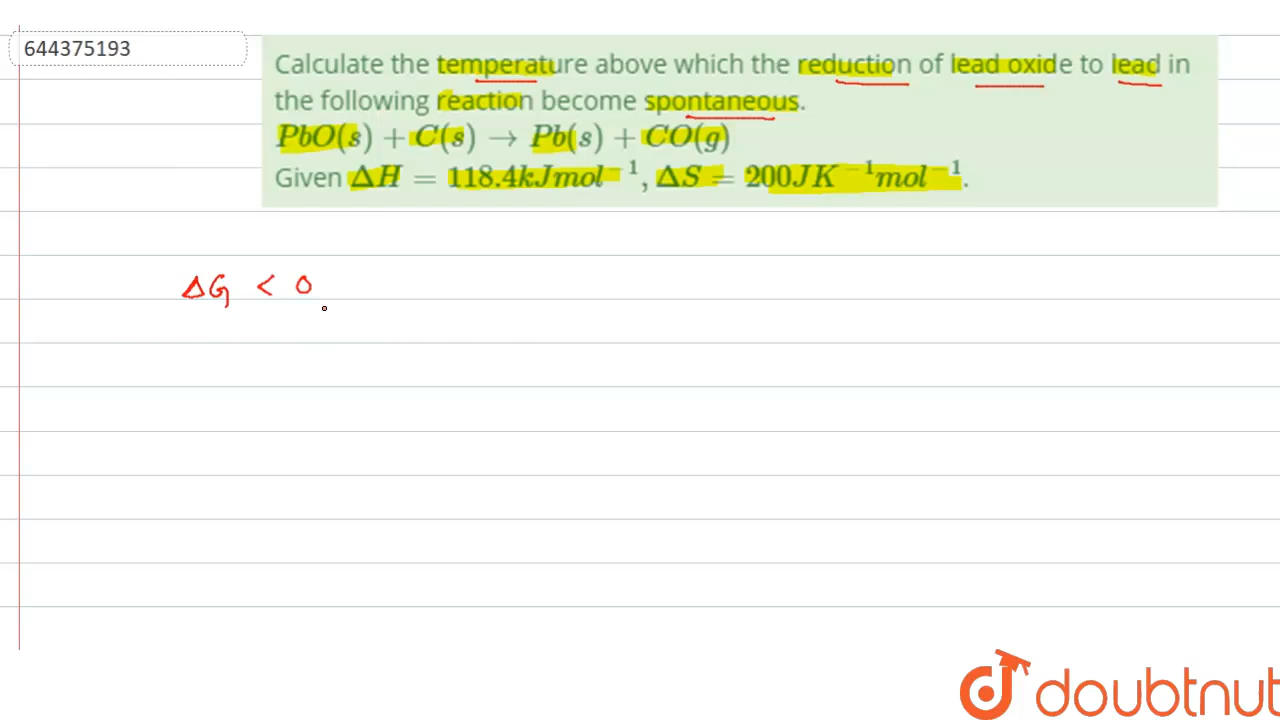 644375193
Calculate the temperature above which the reduction of lead oxide to lead in
the following reaction become spontaneous.
PbO(s) + C(s) → Pb(s) + CO(g)
Given ΔH = 118.4kJmol⁻¹, ΔS = 200JK⁻¹mol⁻¹.
ΔG < 0
doubtnut